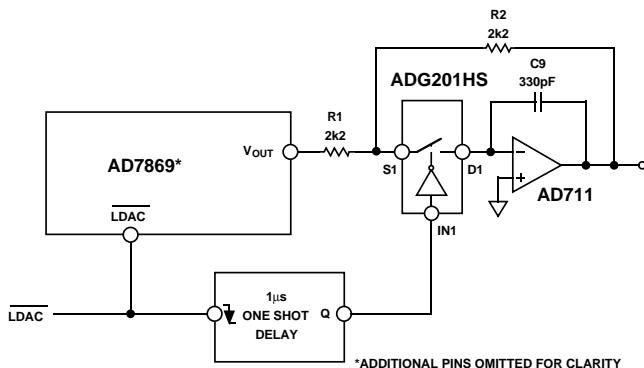 R2
2k2
C9
330pF
ADG201HS
R1
2k2
VOUT
AD7869*
S1
D1
–
+
AD711
LDAC
IN1
1µs
ONE SHOT
DELAY
Q
LDAC
*ADDITIONAL PINS OMITTED FOR CLARITY